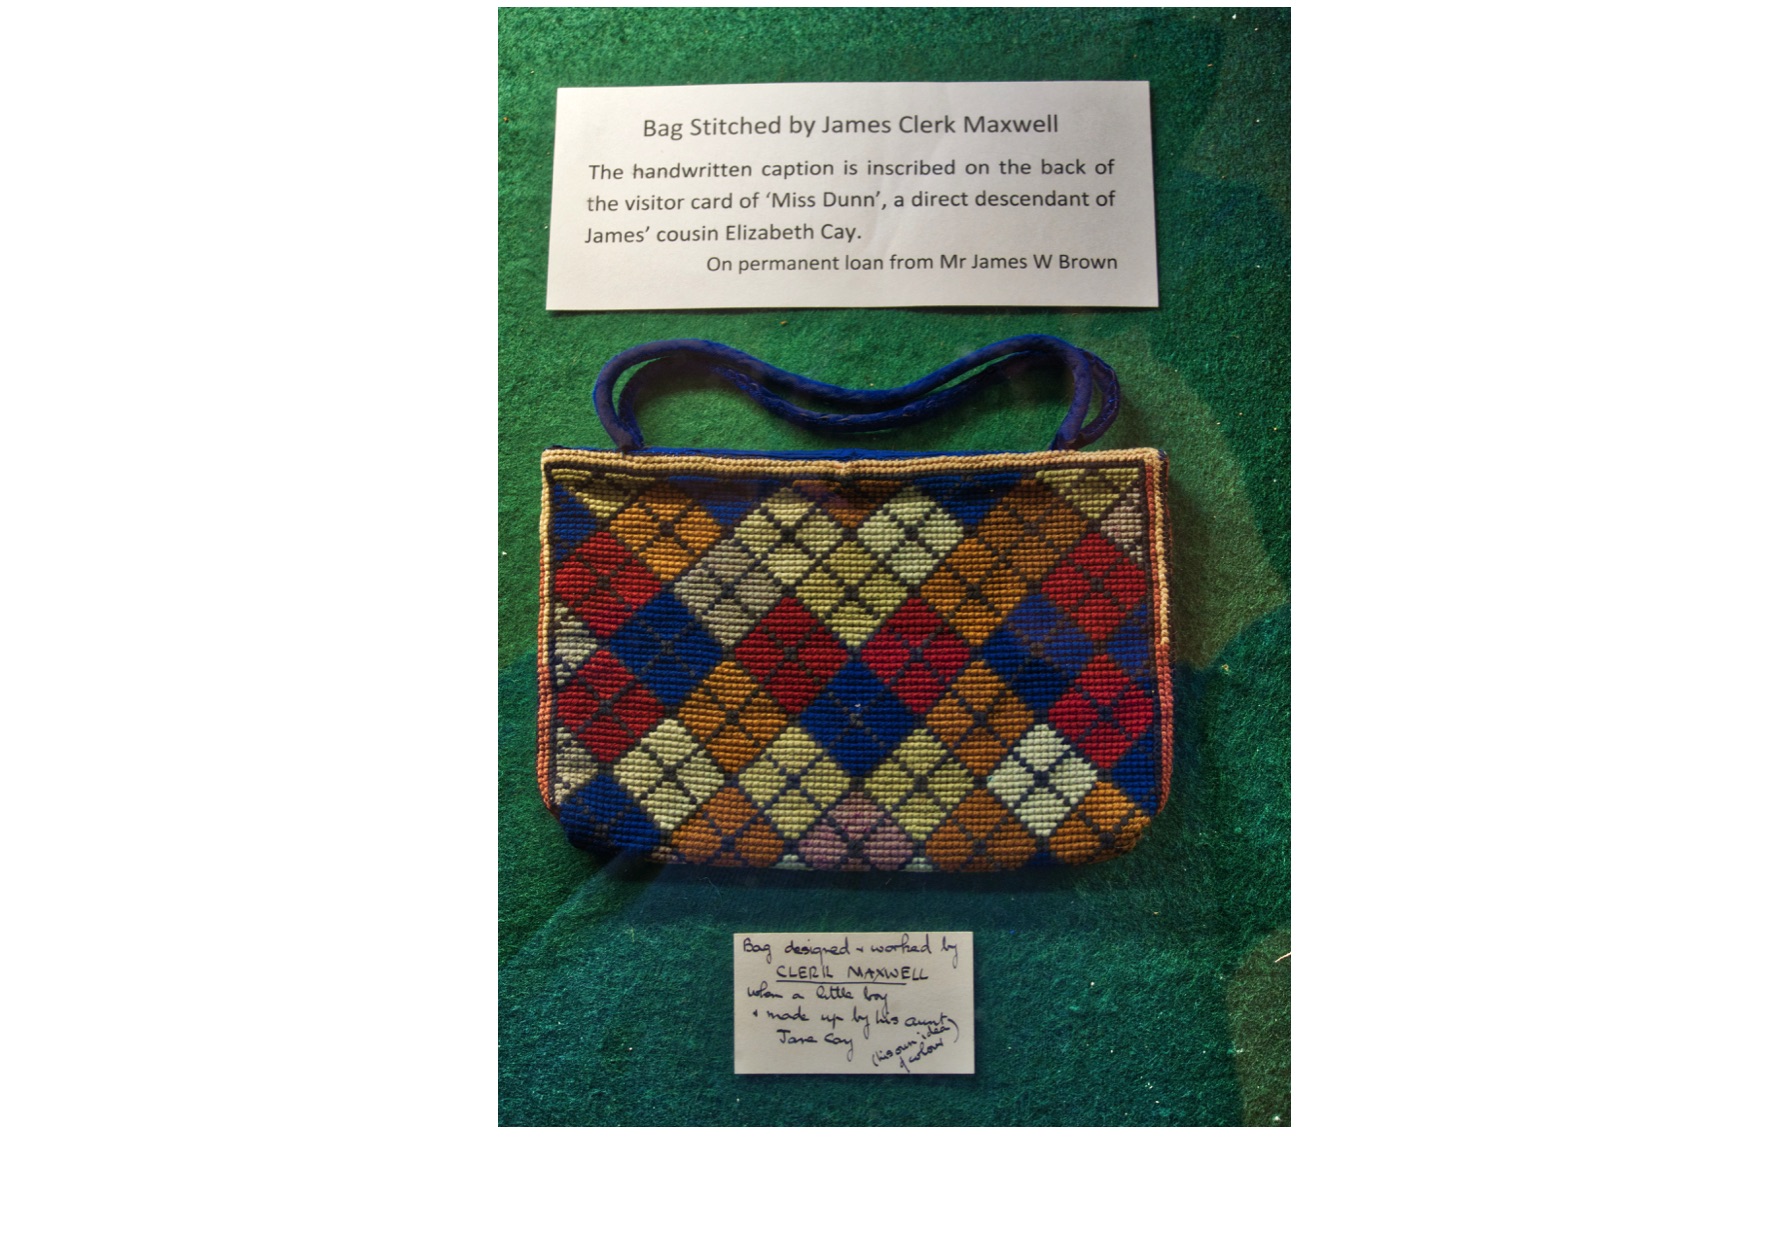 Bag Stitched by James Clerk Maxwell
The handwritten caption is inscribed on the back of
the visitor card of ‘Miss Dunn’, a direct descendant of
James’ cousin Elizabeth Cay.
On permanent loan from Mr James W Brown
Bag designed + worked by
CLERK MAXWELL
when a little boy
+ made up by his aunt
Jane Cay
(his own idea
of colour)